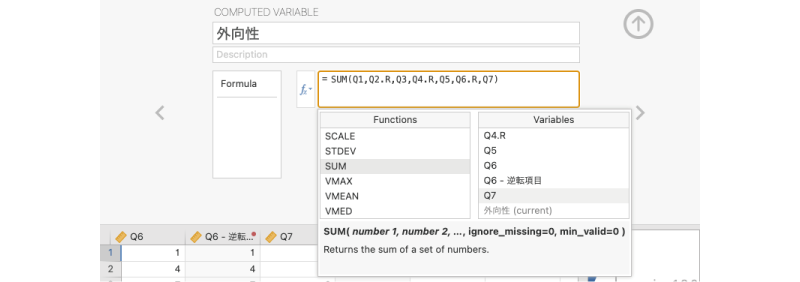 COMPUTED VARIABLE
外向性
Description
Formula
fx
= SUM(Q1,Q2.R,Q3,Q4.R,Q5,Q6.R,Q7)
Functions
Variables
SCALE
Q4.R
STDEV
Q5
SUM
Q6
VMAX
Q6 - 逆転項目
VMEAN
Q7
VMED
外向性 (current)
Q6
Q6 - 逆転...
Q7
SUM( number 1, number 2, …, ignore_missing=0, min_valid=0 )
1
1
1
Returns the sum of a set of numbers.
2
4
4